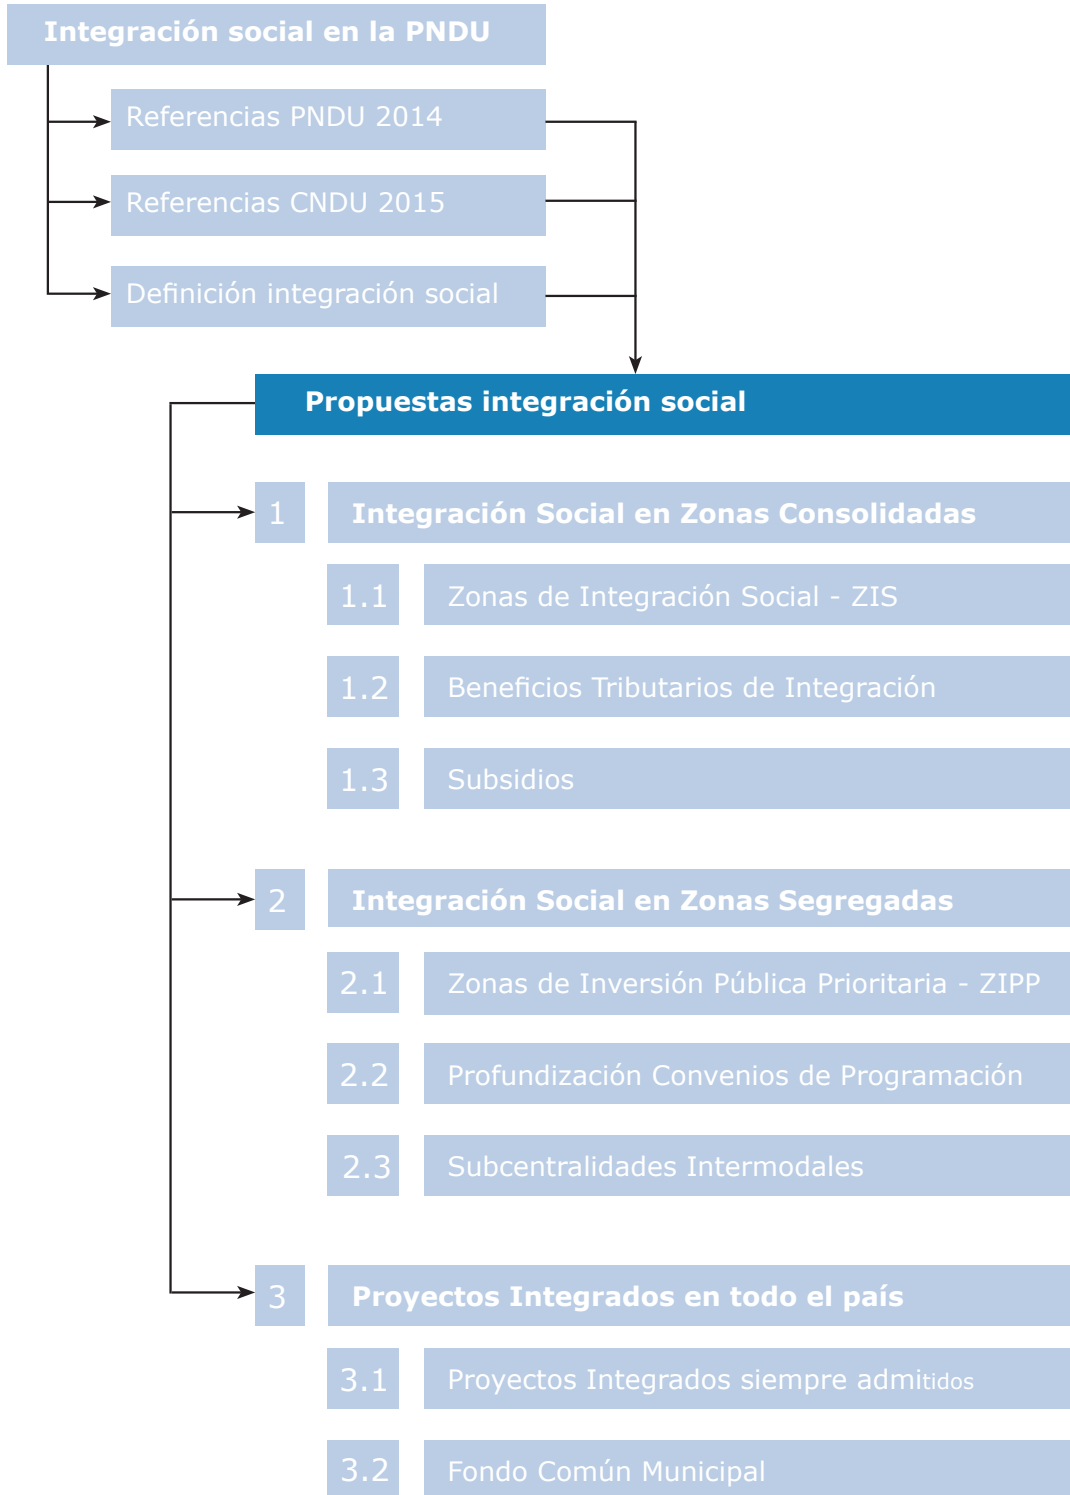 Integración social en la PNDU
Referencias PNDU 2014
Referencias CNDU 2015
Definición integración social
Propuestas integración social
1 Integración Social en Zonas Consolidadas
1.1 Zonas de Integración Social - ZIS
1.2 Beneficios Tributarios de Integración
1.3 Subsidios
2 Integración Social en Zonas Segregadas
2.1 Zonas de Inversión Pública Prioritaria - ZIPP
2.2 Profundización Convenios de Programación
2.3 Subcentralidades Intermodales
3 Proyectos Integrados en todo el país
3.1 Proyectos Integrados siempre admitidos
3.2 Fondo Común Municipal